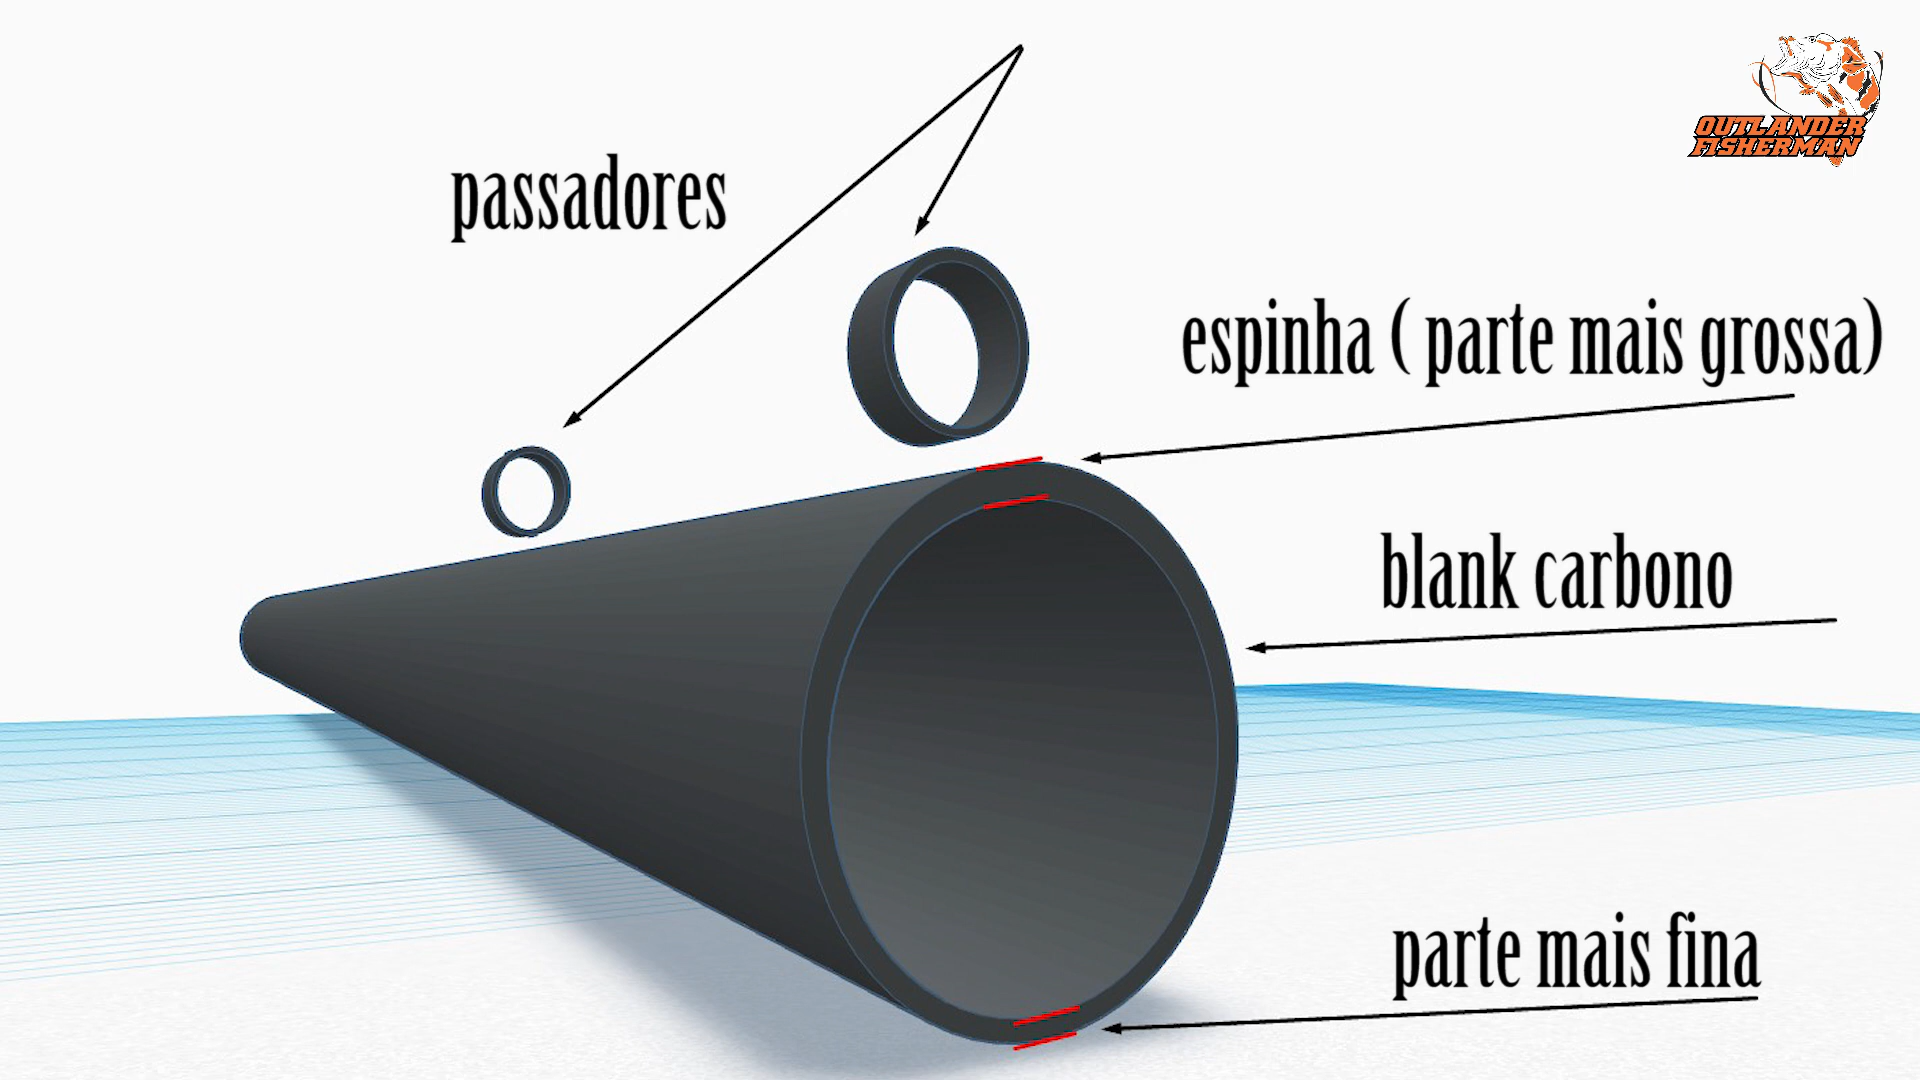 OUTLANDER
FISHERMAN
passadores
espinha ( parte mais grossa)
blank carbono
parte mais fina